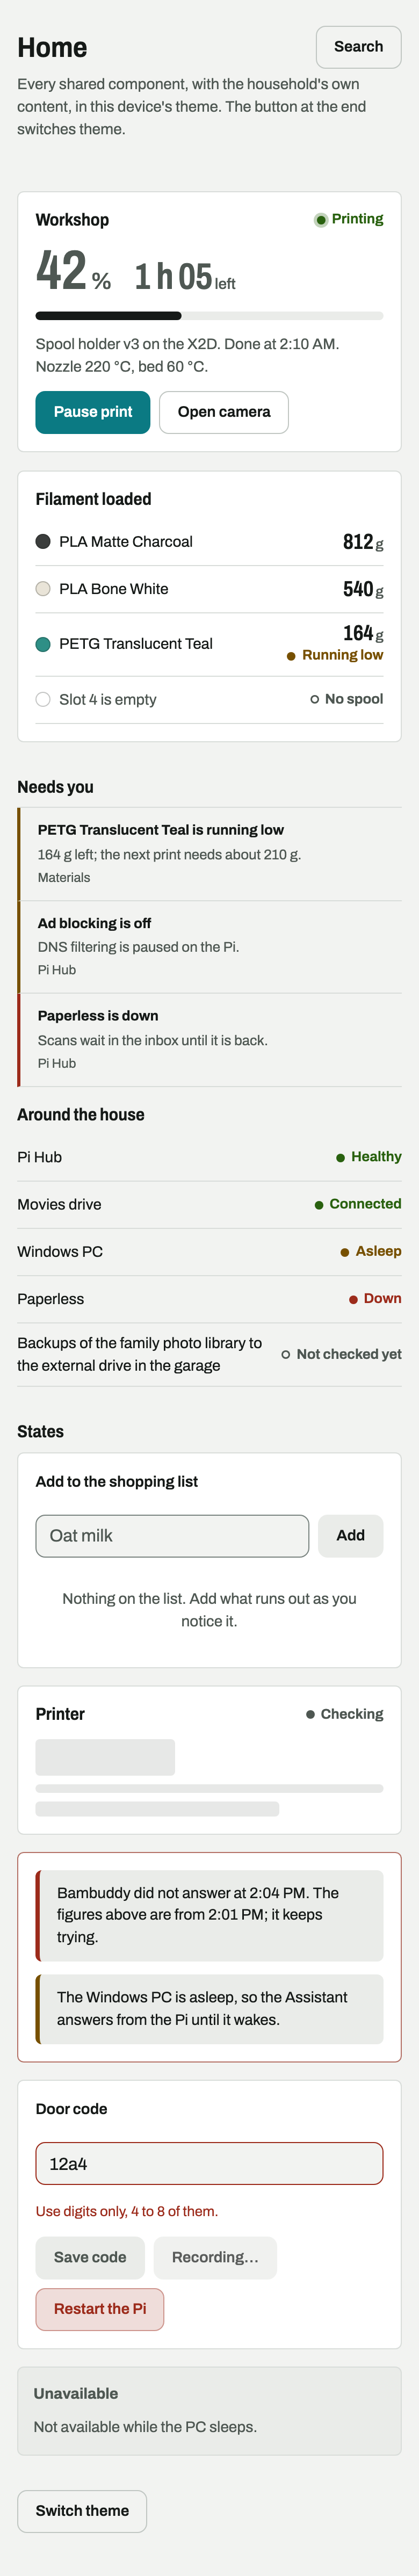 Home
Search
Every shared component, with the household's own
content, in this device's theme. The button at the end
switches theme.
Workshop
Printing
42 % 1 h 05 left
Spool holder v3 on the X2D. Done at 2:10 AM.
Nozzle 220 °C, bed 60 °C.
Pause print
Open camera
Filament loaded
PLA Matte Charcoal
812 g
PLA Bone White
540 g
PETG Translucent Teal
164 g
Running low
Slot 4 is empty
No spool
Needs you
PETG Translucent Teal is running low
164 g left; the next print needs about 210 g.
Materials
Ad blocking is off
DNS filtering is paused on the Pi.
Pi Hub
Paperless is down
Scans wait in the inbox until it is back.
Pi Hub
Around the house
Pi Hub
Healthy
Movies drive
Connected
Windows PC
Asleep
Paperless
Down
Backups of the family photo library to
the external drive in the garage
Not checked yet
States
Add to the shopping list
Oat milk
Add
Nothing on the list. Add what runs out as you
notice it.
Printer
Checking
Bambuddy did not answer at 2:04 PM. The
figures above are from 2:01 PM; it keeps
trying.
The Windows PC is asleep, so the Assistant
answers from the Pi until it wakes.
Door code
12a4
Use digits only, 4 to 8 of them.
Save code
Recording...
Restart the Pi
Unavailable
Not available while the PC sleeps.
Switch theme